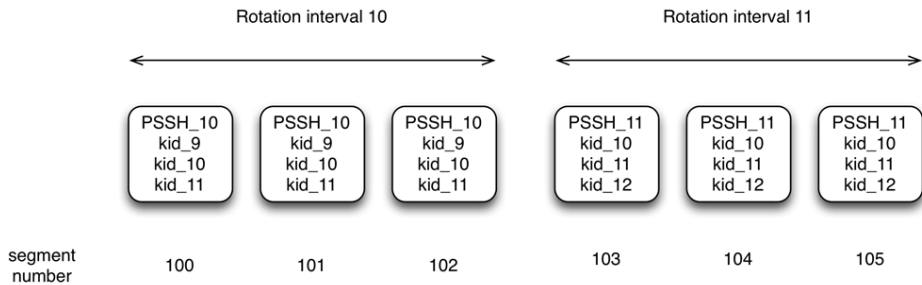 Rotation interval 10
Rotation interval 11
PSSH_10
kid_9
kid_10
kid_11
PSSH_10
kid_9
kid_10
kid_11
PSSH_10
kid_9
kid_10
kid_11
PSSH_11
kid_10
kid_11
kid_12
PSSH_11
kid_10
kid_11
kid_12
PSSH_11
kid_10
kid_11
kid_12
segment
number
100
101
102
103
104
105